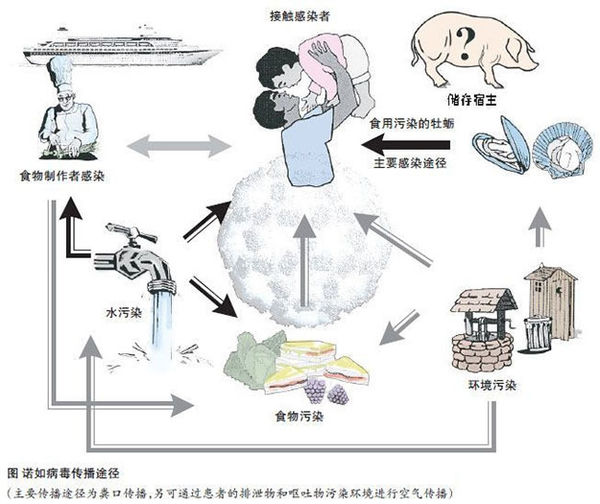 接触感染者
?
储存宿主
食用污染的牡蛎
主要感染途径
食物制作者感染
水污染
环境污染
食物污染
图 诺如病毒传播途径
(主要传播途径为粪口传播,另可通过患者的排泄物和呕吐物污染环境进行空气传播)